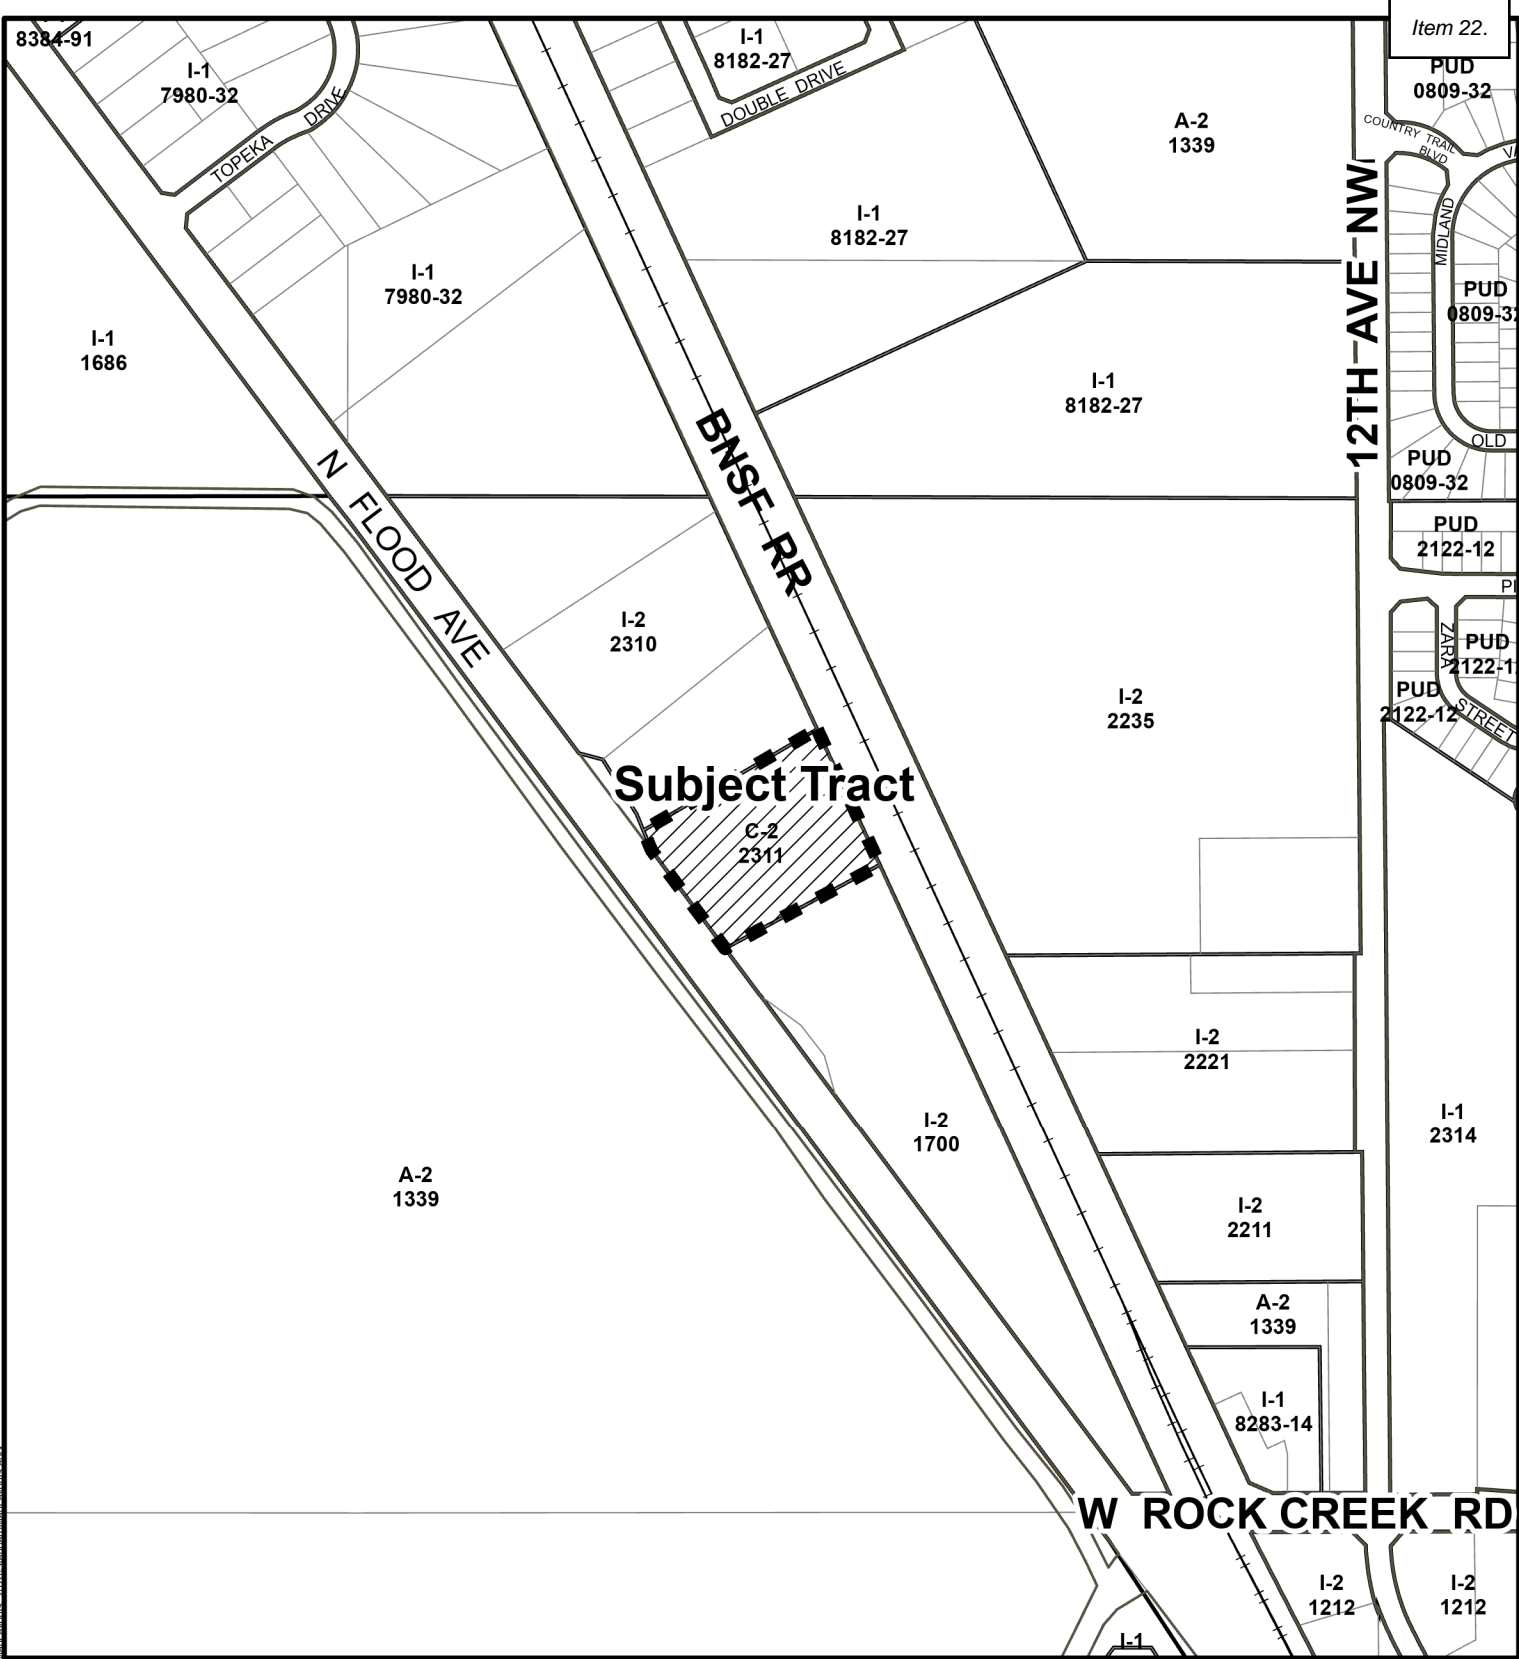 Item 22.
8384-91
I-1
7980-32
I-1
8182-27
DOUBLE DRIVE
TOPEKA DRIVE
A-2
1339
PUD
0809-32
COUNTRY TRAIL
BLVD
I-1
8182-27
I-1
7980-32
12TH AVE NW
MIDLAND
PUD
0809-32
I-1
1686
I-1
8182-27
OLD
PUD
0809-32
N FLOOD AVE
BNSF RR
PUD
2122-12
I-2
2310
ZARA STREET
PUD
2122-1
PUD
2122-12
I-2
2235
Subject Tract
C-2
2311
I-2
2221
I-2
1700
I-1
2314
A-2
1339
I-2
2211
A-2
1339
I-1
8283-14
W ROCK CREEK RD
I-2
1212
I-2
1212
I-1